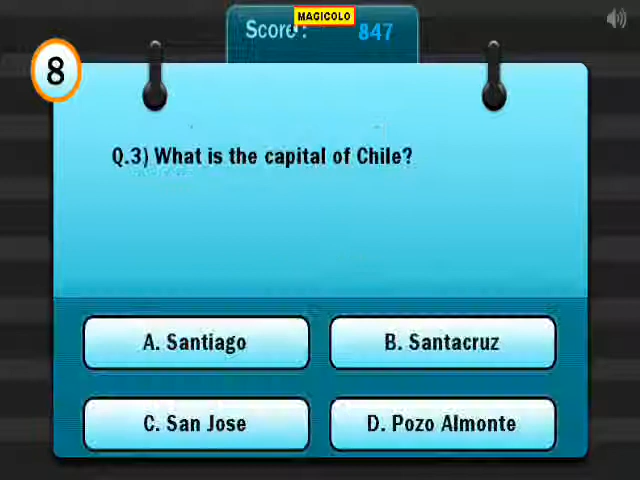 MAGICOLO
Score: 847
8
Q.3) What is the capital of Chile?
A. Santiago
B. Santacruz
C. San Jose
D. Pozo Almonte